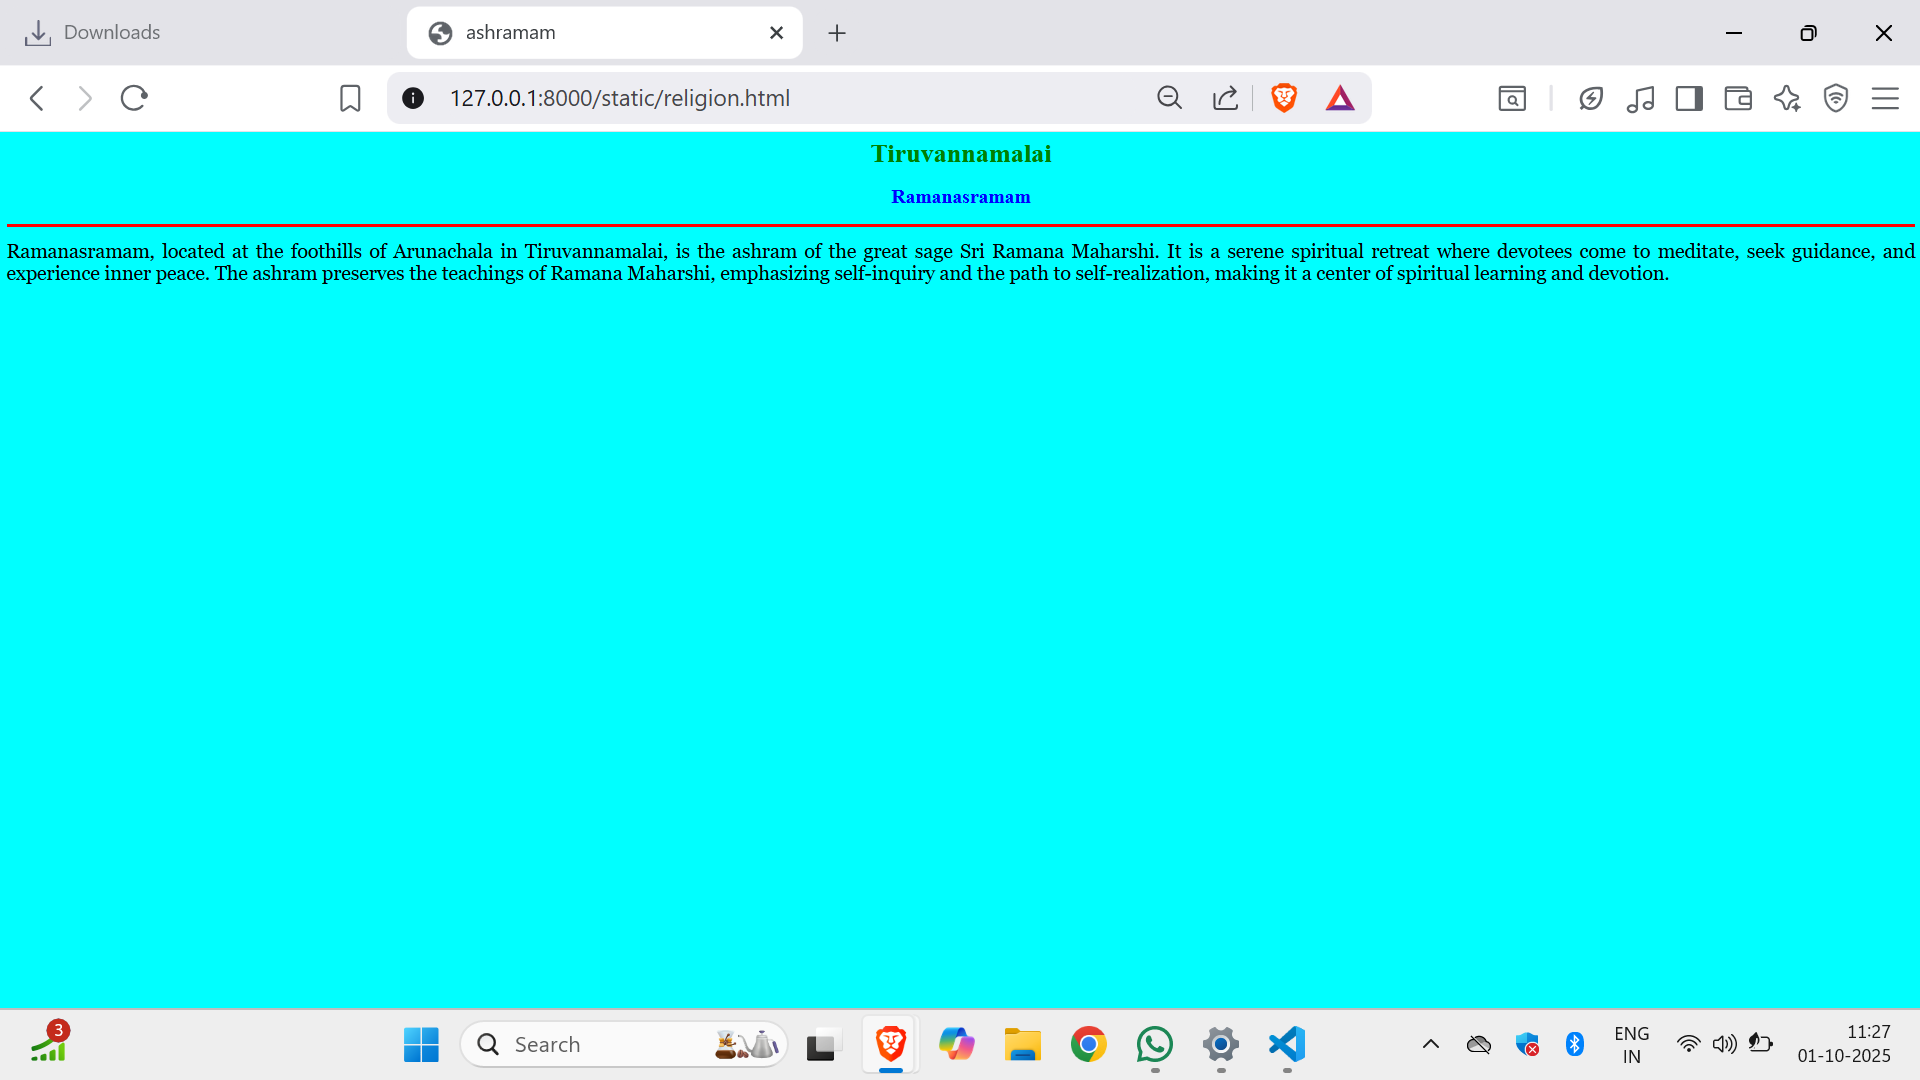 Downloads
ashramam
127.0.0.1:8000/static/religion.html
Tiruvannamalai
Ramanasramam
Ramanasramam, located at the foothills of Arunachala in Tiruvannamalai, is the ashram of the great sage Sri Ramana Maharshi. It is a serene spiritual retreat where devotees come to meditate, seek guidance, and
experience inner peace. The ashram preserves the teachings of Ramana Maharshi, emphasizing self-inquiry and the path to self-realization, making it a center of spiritual learning and devotion.
3
Search
ENG
IN
11:27
01-10-2025